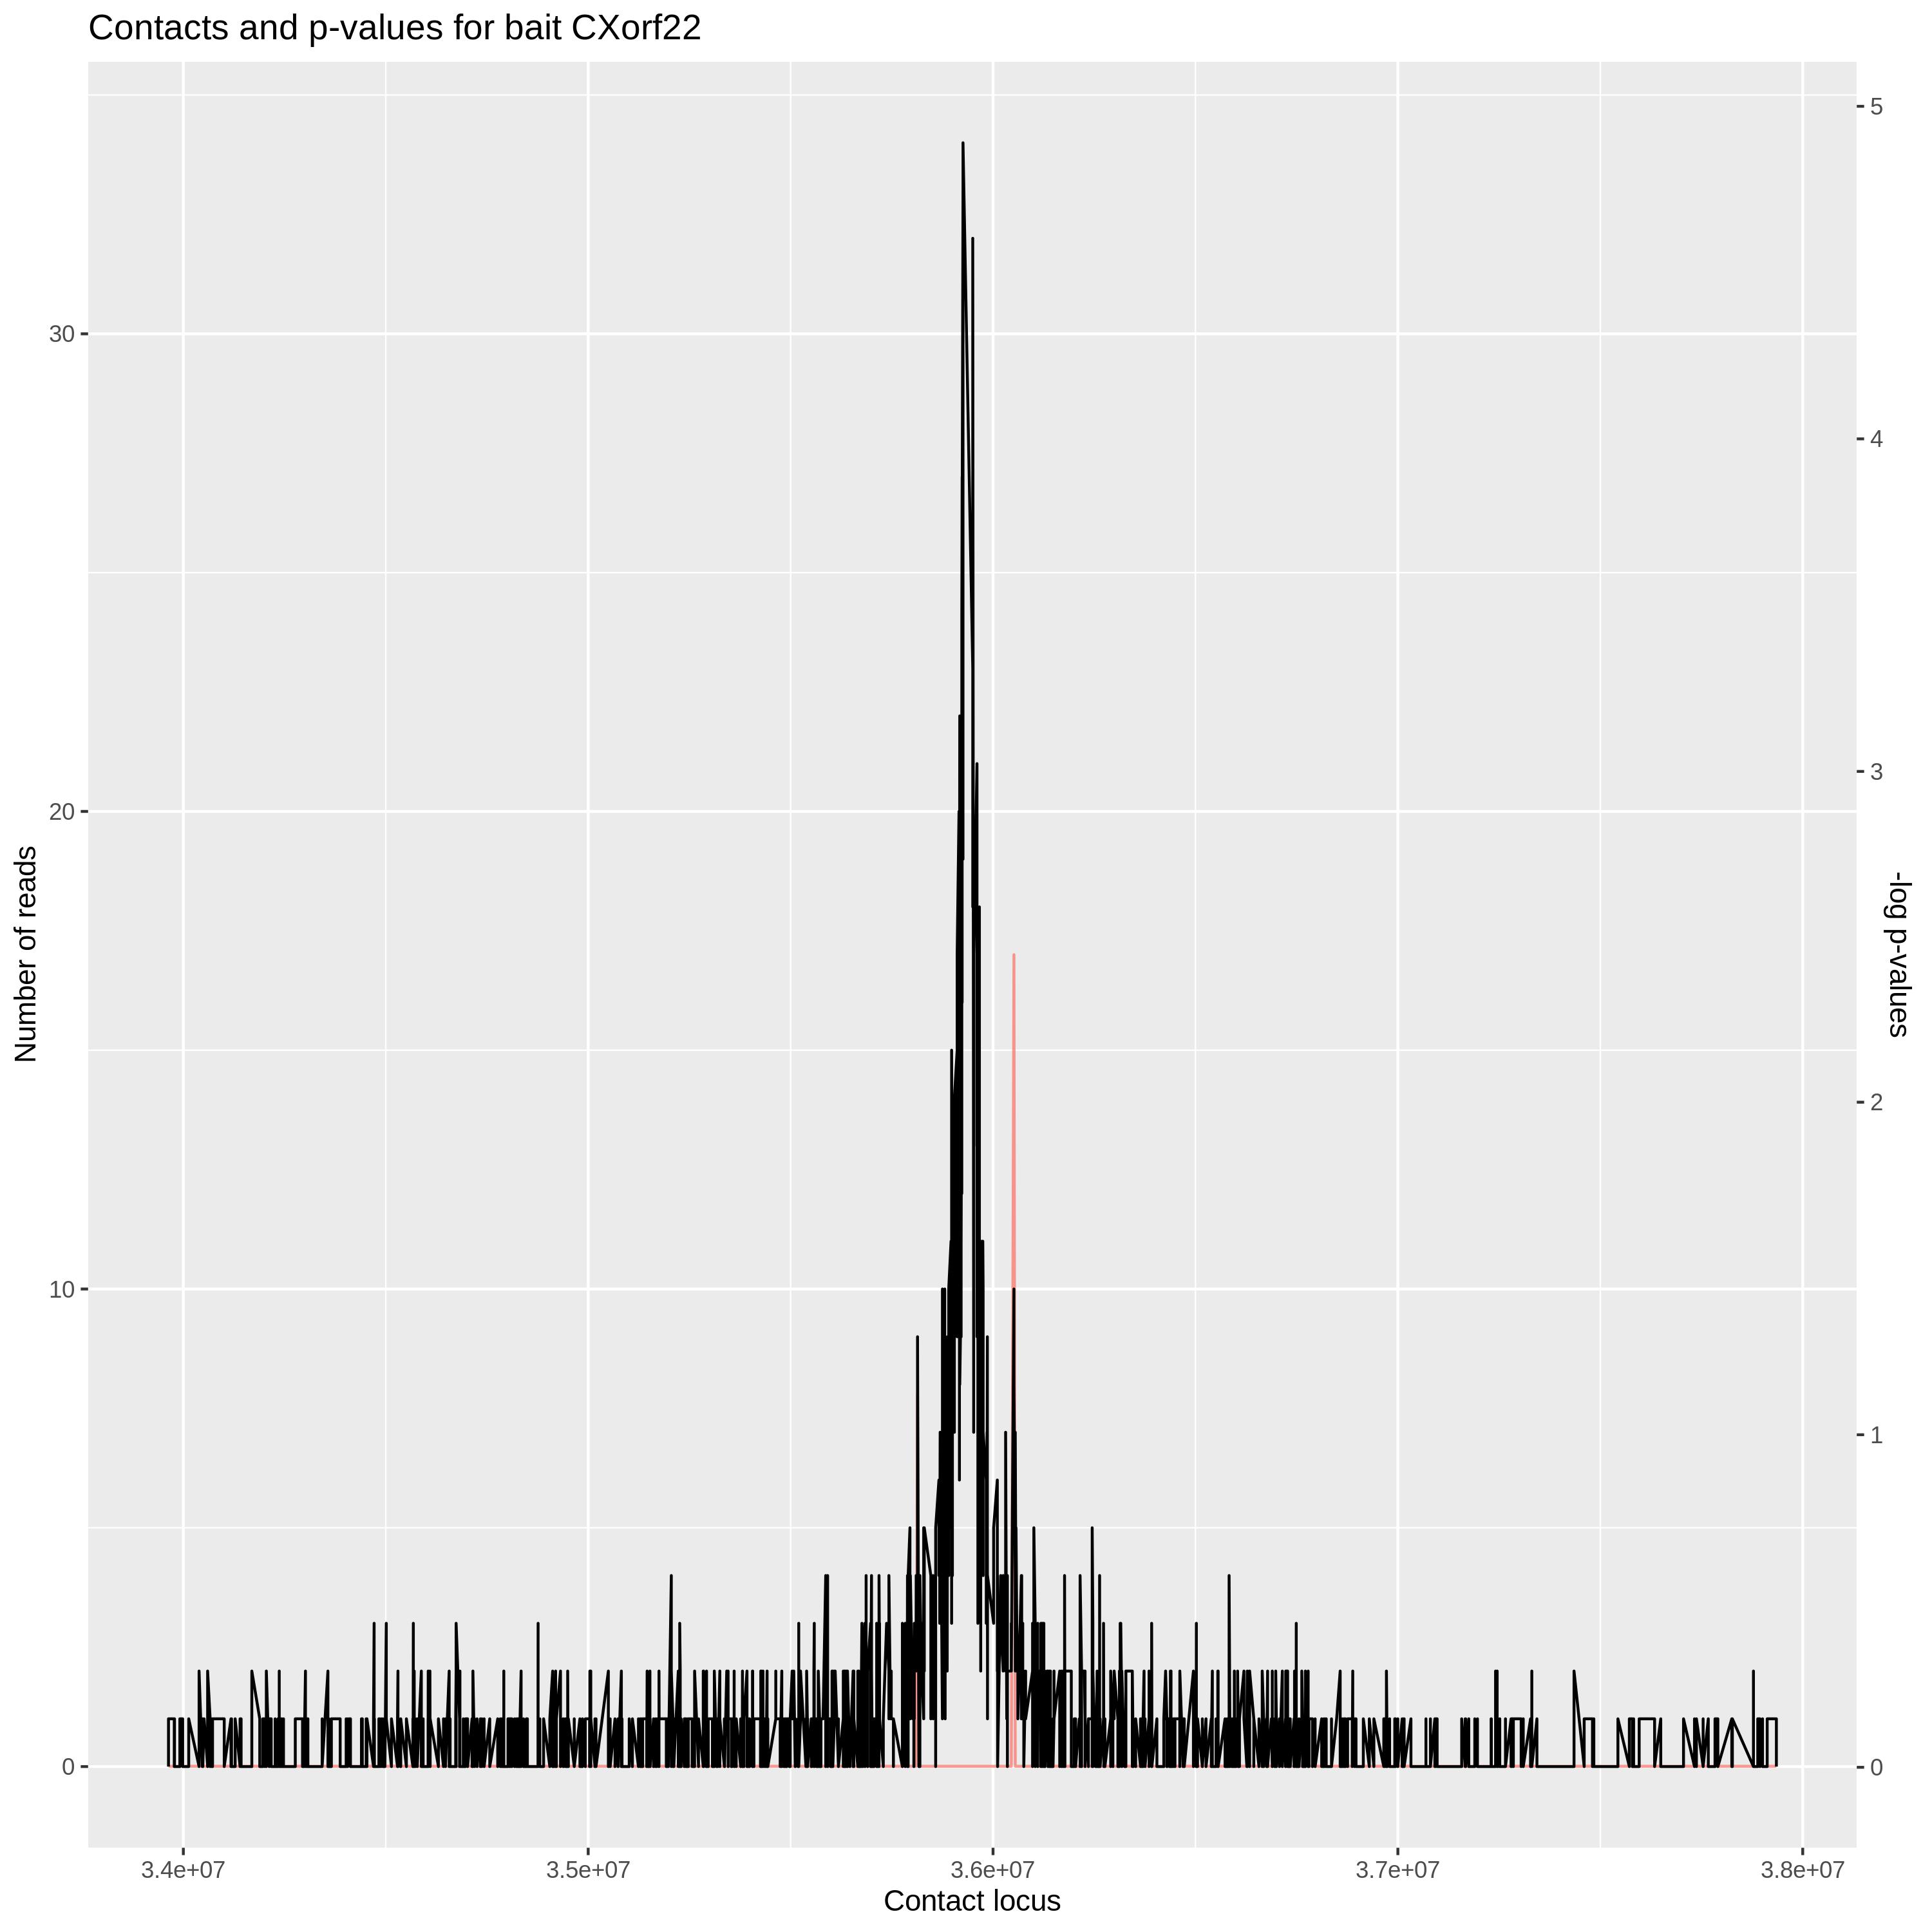 Contacts and p-values for bait CXorf22
5
4
30
3
20
Number of reads
-log p-values
2
1
10
0
0
3.4e+07 3.5e+07 3.6e+07 3.7e+07 3.8e+07
Contact locus